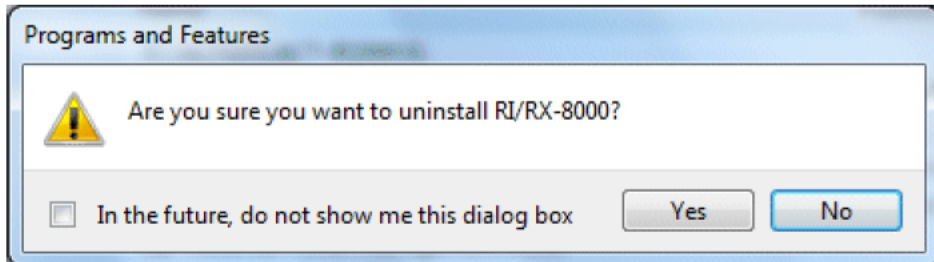 Programs and Features
Are you sure you want to uninstall RI/RX-8000?
In the future, do not show me this dialog box
Yes
No